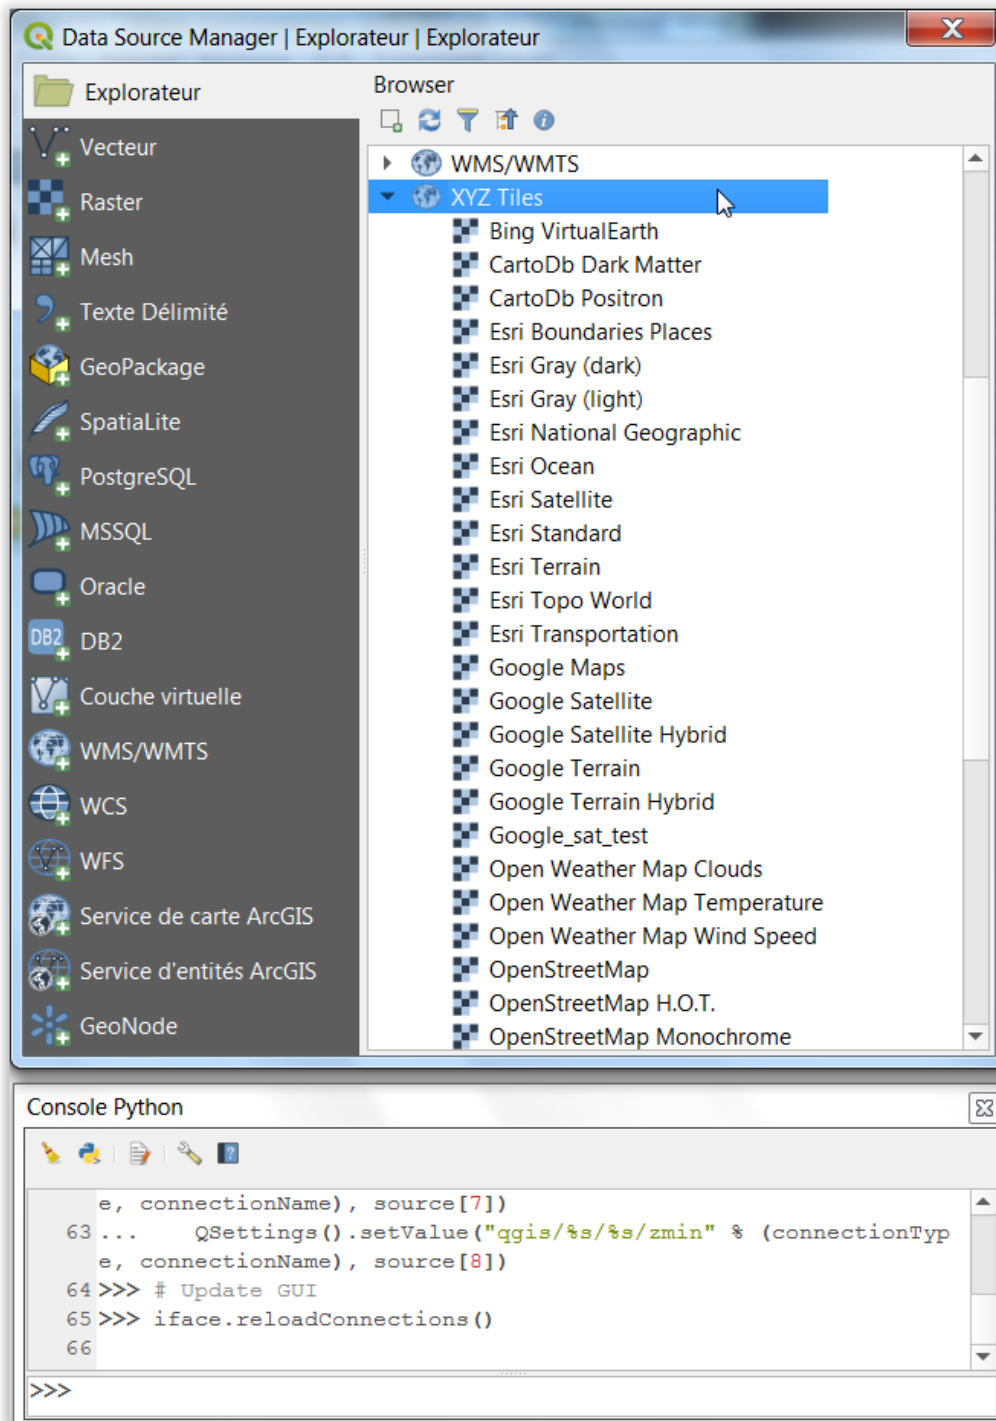 Data Source Manager | Explorateur | Explorateur
Explorateur
Vecteur
Raster
Mesh
Texte Délimité
GeoPackage
SpatiaLite
PostgreSQL
MSSQL
Oracle
DB2
DB2
Couche virtuelle
WMS/WMTS
WCS
WFS
Service de carte ArcGIS
Service d'entités ArcGIS
GeoNode
Browser
WMS/WMTS
XYZ Tiles
Bing VirtualEarth
CartoDb Dark Matter
CartoDb Positron
Esri Boundaries Places
Esri Gray (dark)
Esri Gray (light)
Esri National Geographic
Esri Ocean
Esri Satellite
Esri Standard
Esri Terrain
Esri Topo World
Esri Transportation
Google Maps
Google Satellite
Google Satellite Hybrid
Google Terrain
Google Terrain Hybrid
Google_sat_test
Open Weather Map Clouds
Open Weather Map Temperature
Open Weather Map Wind Speed
OpenStreetMap
OpenStreetMap H.O.T.
OpenStreetMap Monochrome
Console Python
e, connectionName), source[7])
63 ...     QSettings().setValue("qgis/%s/%s/zmin" % (connectionTyp
e, connectionName), source[8])
64 >>> # Update GUI
65 >>> iface.reloadConnections()
66
>>>